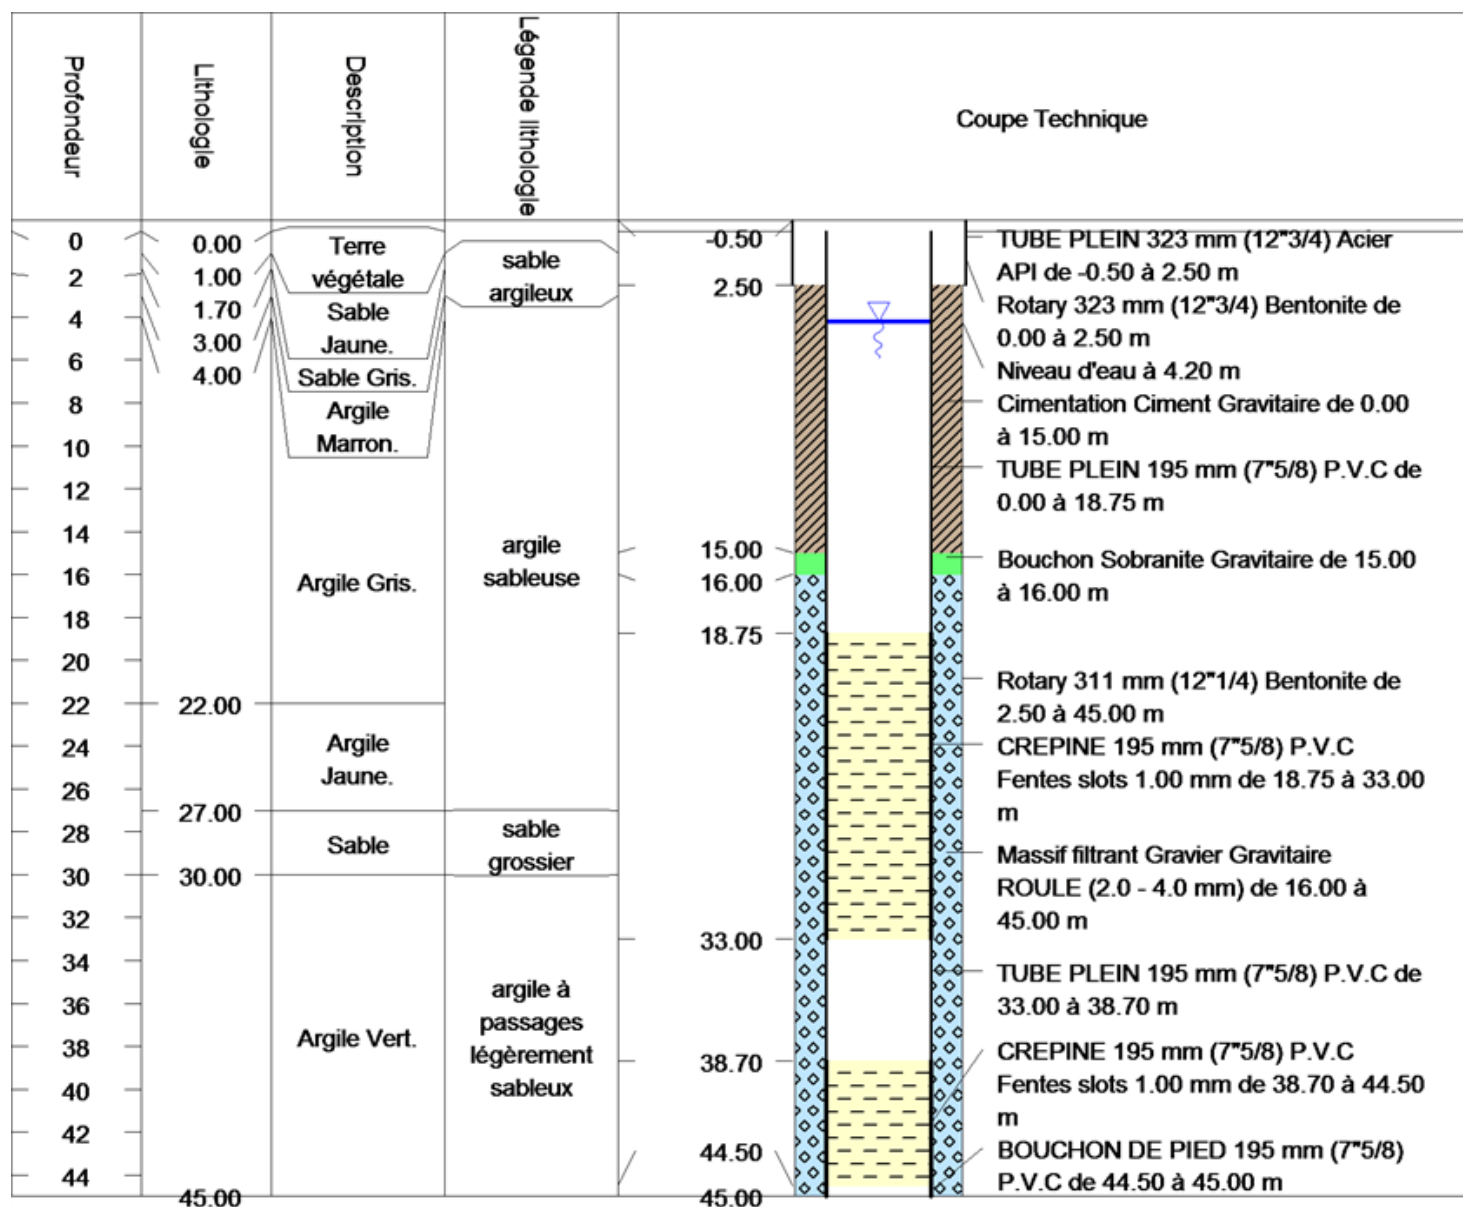 Profondeur
Lithologie
Description
Légende lithologie
Coupe Technique
0
2
4
6
8
10
12
14
16
18
20
22
24
26
28
30
32
34
36
38
40
42
44
0.00
1.00
1.70
3.00
4.00
22.00
27.00
30.00
45.00
Terre
végétale
Sable
Jaune.
Sable Gris.
Argile
Marron.
Argile Gris.
Argile
Jaune.
Sable
Argile Vert.
sable
argileux
argile
sableuse
sable
grossier
argile à
passages
légèrement
sableux
-0.50
2.50
15.00
16.00
18.75
33.00
38.70
44.50
45.00
TUBE PLEIN 323 mm (12"3/4) Acier
API de -0.50 à 2.50 m
Rotary 323 mm (12"3/4) Bentonite de
0.00 à 2.50 m
Niveau d'eau à 4.20 m
Cimentation Ciment Gravitaire de 0.00
à 15.00 m
TUBE PLEIN 195 mm (7"5/8) P.V.C de
0.00 à 18.75 m
Bouchon Sobranite Gravitaire de 15.00
à 16.00 m
Rotary 311 mm (12"1/4) Bentonite de
2.50 à 45.00 m
CREPINE 195 mm (7"5/8) P.V.C
Fentes slots 1.00 mm de 18.75 à 33.00
m
Massif filtrant Gravier Gravitaire
ROULE (2.0 - 4.0 mm) de 16.00 à
45.00 m
TUBE PLEIN 195 mm (7"5/8) P.V.C de
33.00 à 38.70 m
CREPINE 195 mm (7"5/8) P.V.C
Fentes slots 1.00 mm de 38.70 à 44.50
m
BOUCHON DE PIED 195 mm (7"5/8)
P.V.C de 44.50 à 45.00 m